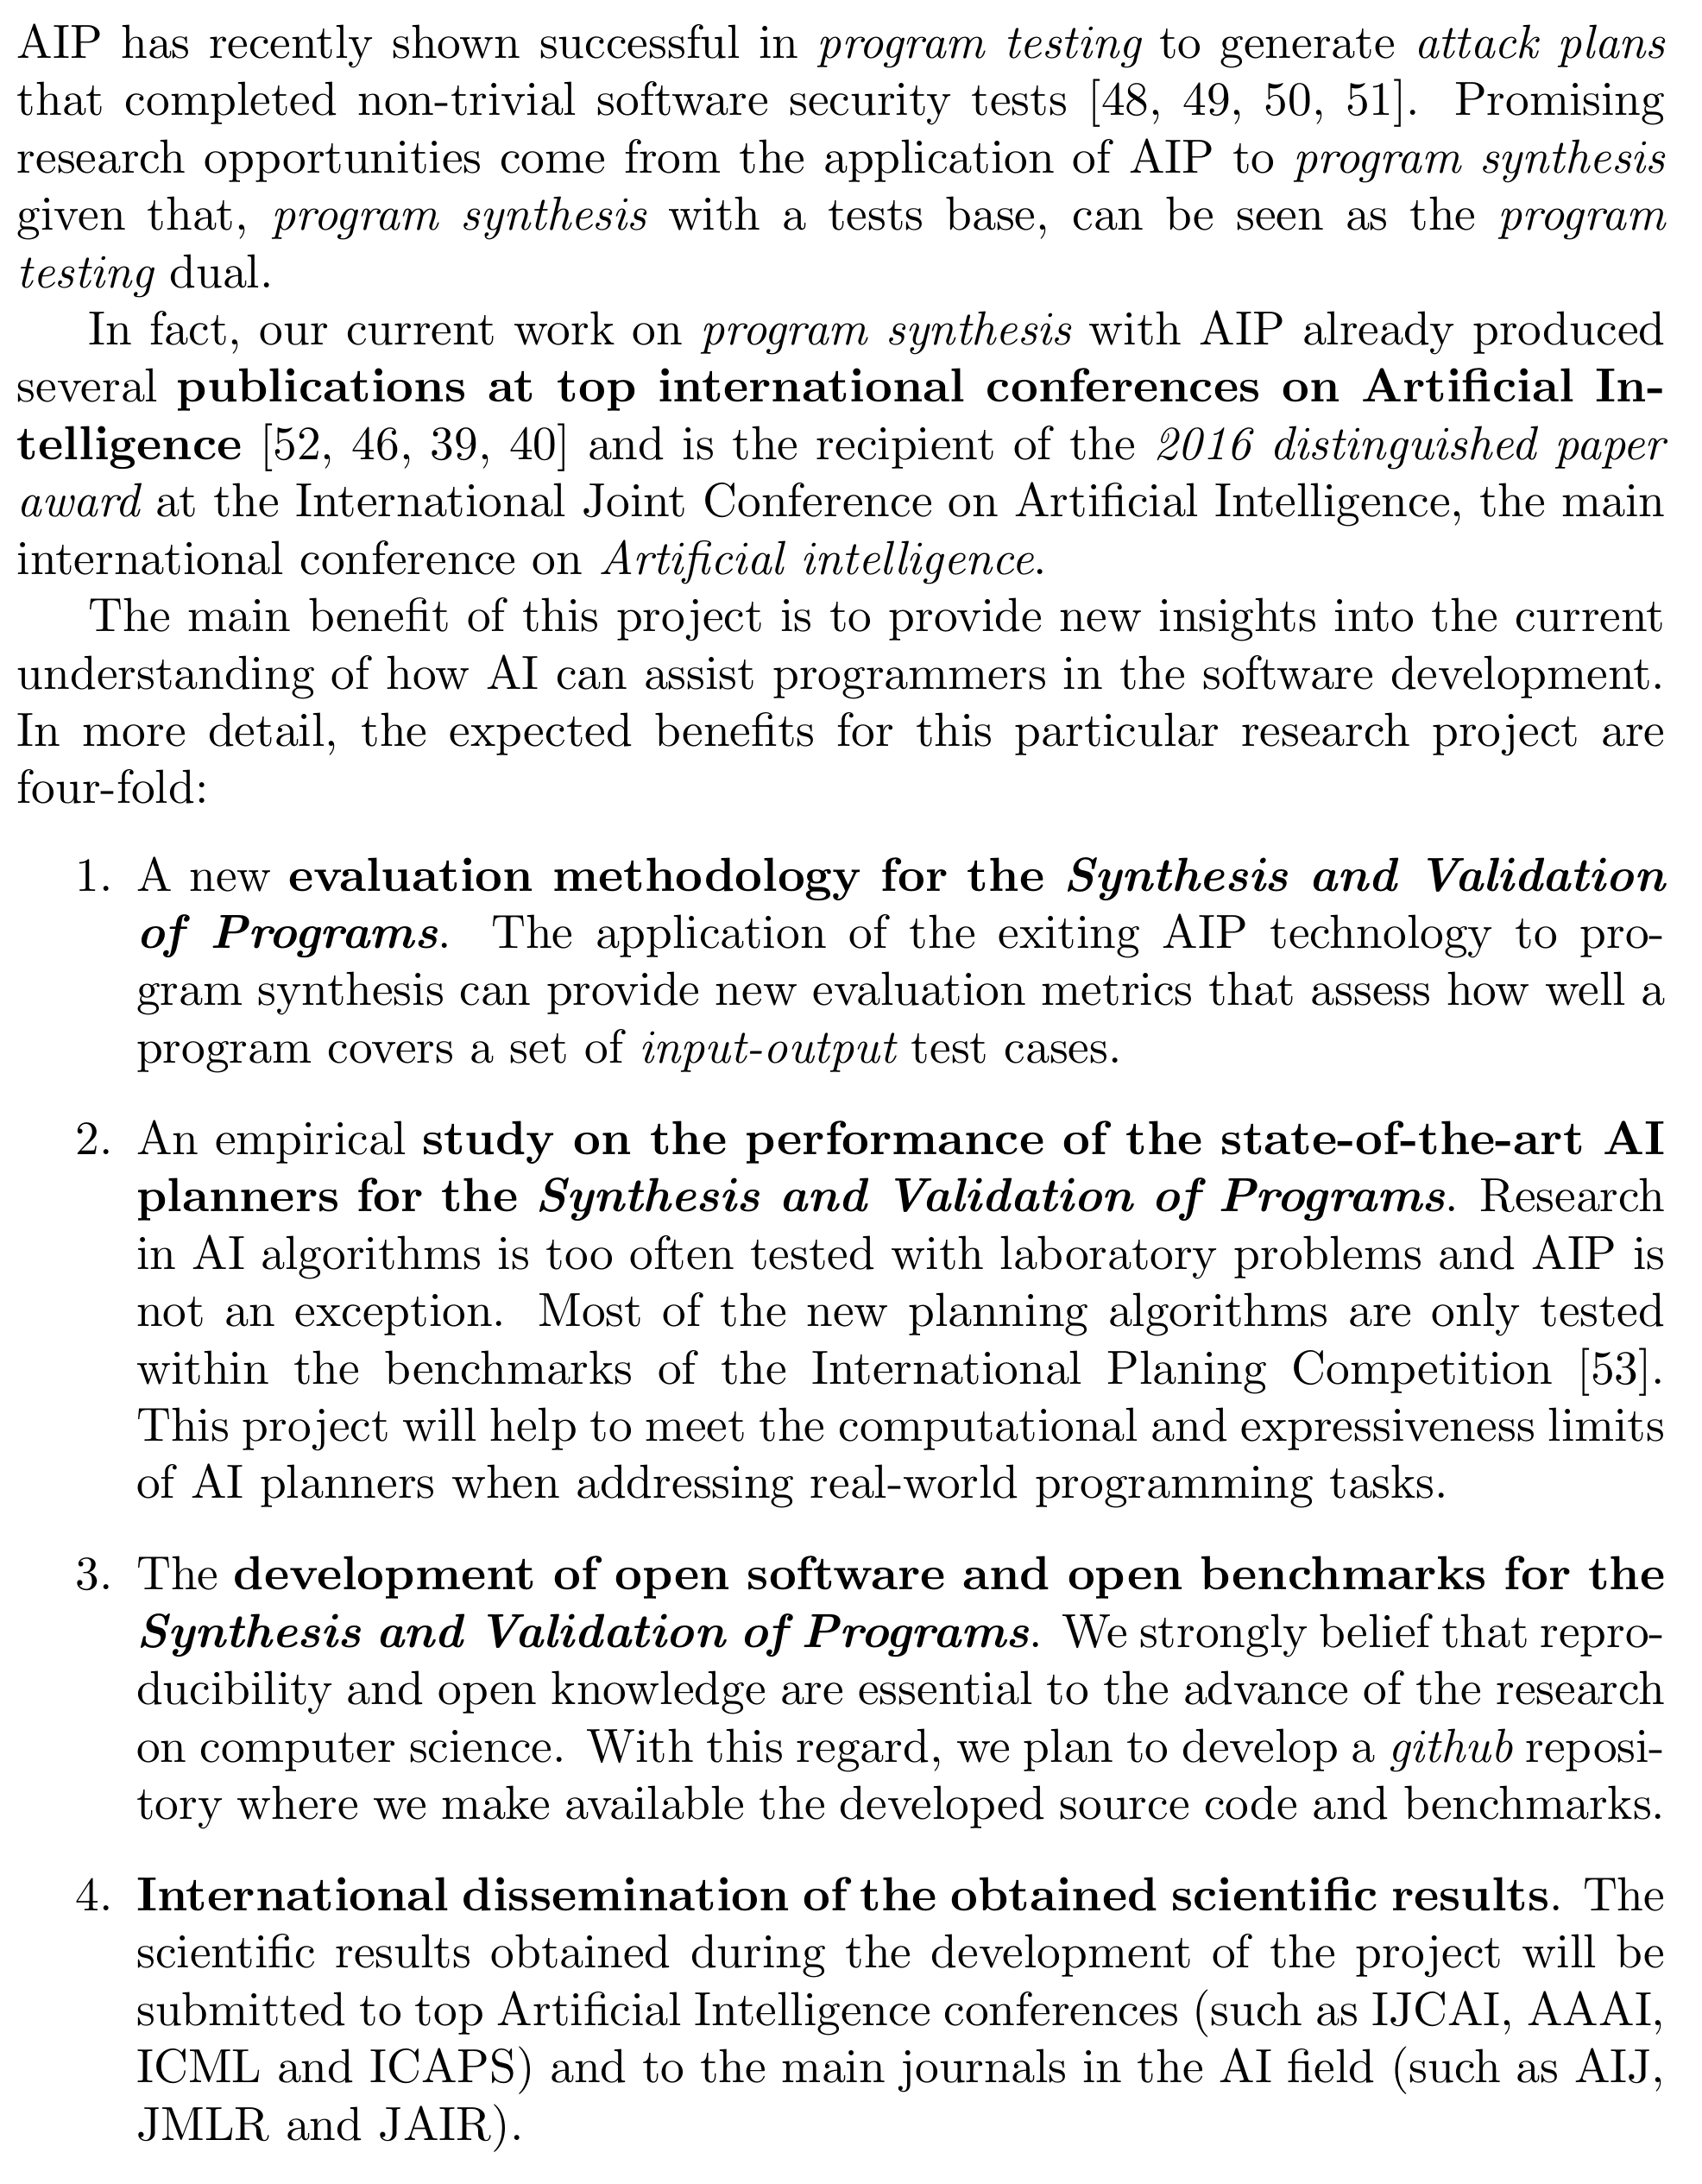 AIP has recently shown successful in program testing to generate attack plans
that completed non-trivial software security tests [48, 49, 50, 51]. Promising
research opportunities come from the application of AIP to program synthesis
given that, program synthesis with a tests base, can be seen as the program
testing dual.
In fact, our current work on program synthesis with AIP already produced
several publications at top international conferences on Artificial In-
telligence [52, 46, 39, 40] and is the recipient of the 2016 distinguished paper
award at the International Joint Conference on Artificial Intelligence, the main
international conference on Artificial intelligence.
The main benefit of this project is to provide new insights into the current
understanding of how AI can assist programmers in the software development.
In more detail, the expected benefits for this particular research project are
four-fold:
1. A new evaluation methodology for the Synthesis and Validation
of Programs. The application of the exiting AIP technology to pro-
gram synthesis can provide new evaluation metrics that assess how well a
program covers a set of input-output test cases.
2. An empirical study on the performance of the state-of-the-art AI
planners for the Synthesis and Validation of Programs. Research
in AI algorithms is too often tested with laboratory problems and AIP is
not an exception. Most of the new planning algorithms are only tested
within the benchmarks of the International Planing Competition [53].
This project will help to meet the computational and expressiveness limits
of AI planners when addressing real-world programming tasks.
3. The development of open software and open benchmarks for the
Synthesis and Validation of Programs. We strongly belief that repro-
ducibility and open knowledge are essential to the advance of the research
on computer science. With this regard, we plan to develop a github reposi-
tory where we make available the developed source code and benchmarks.
4. International dissemination of the obtained scientific results. The
scientific results obtained during the development of the project will be
submitted to top Artificial Intelligence conferences (such as IJCAI, AAAI,
ICML and ICAPS) and to the main journals in the AI field (such as AIJ,
JMLR and JAIR).